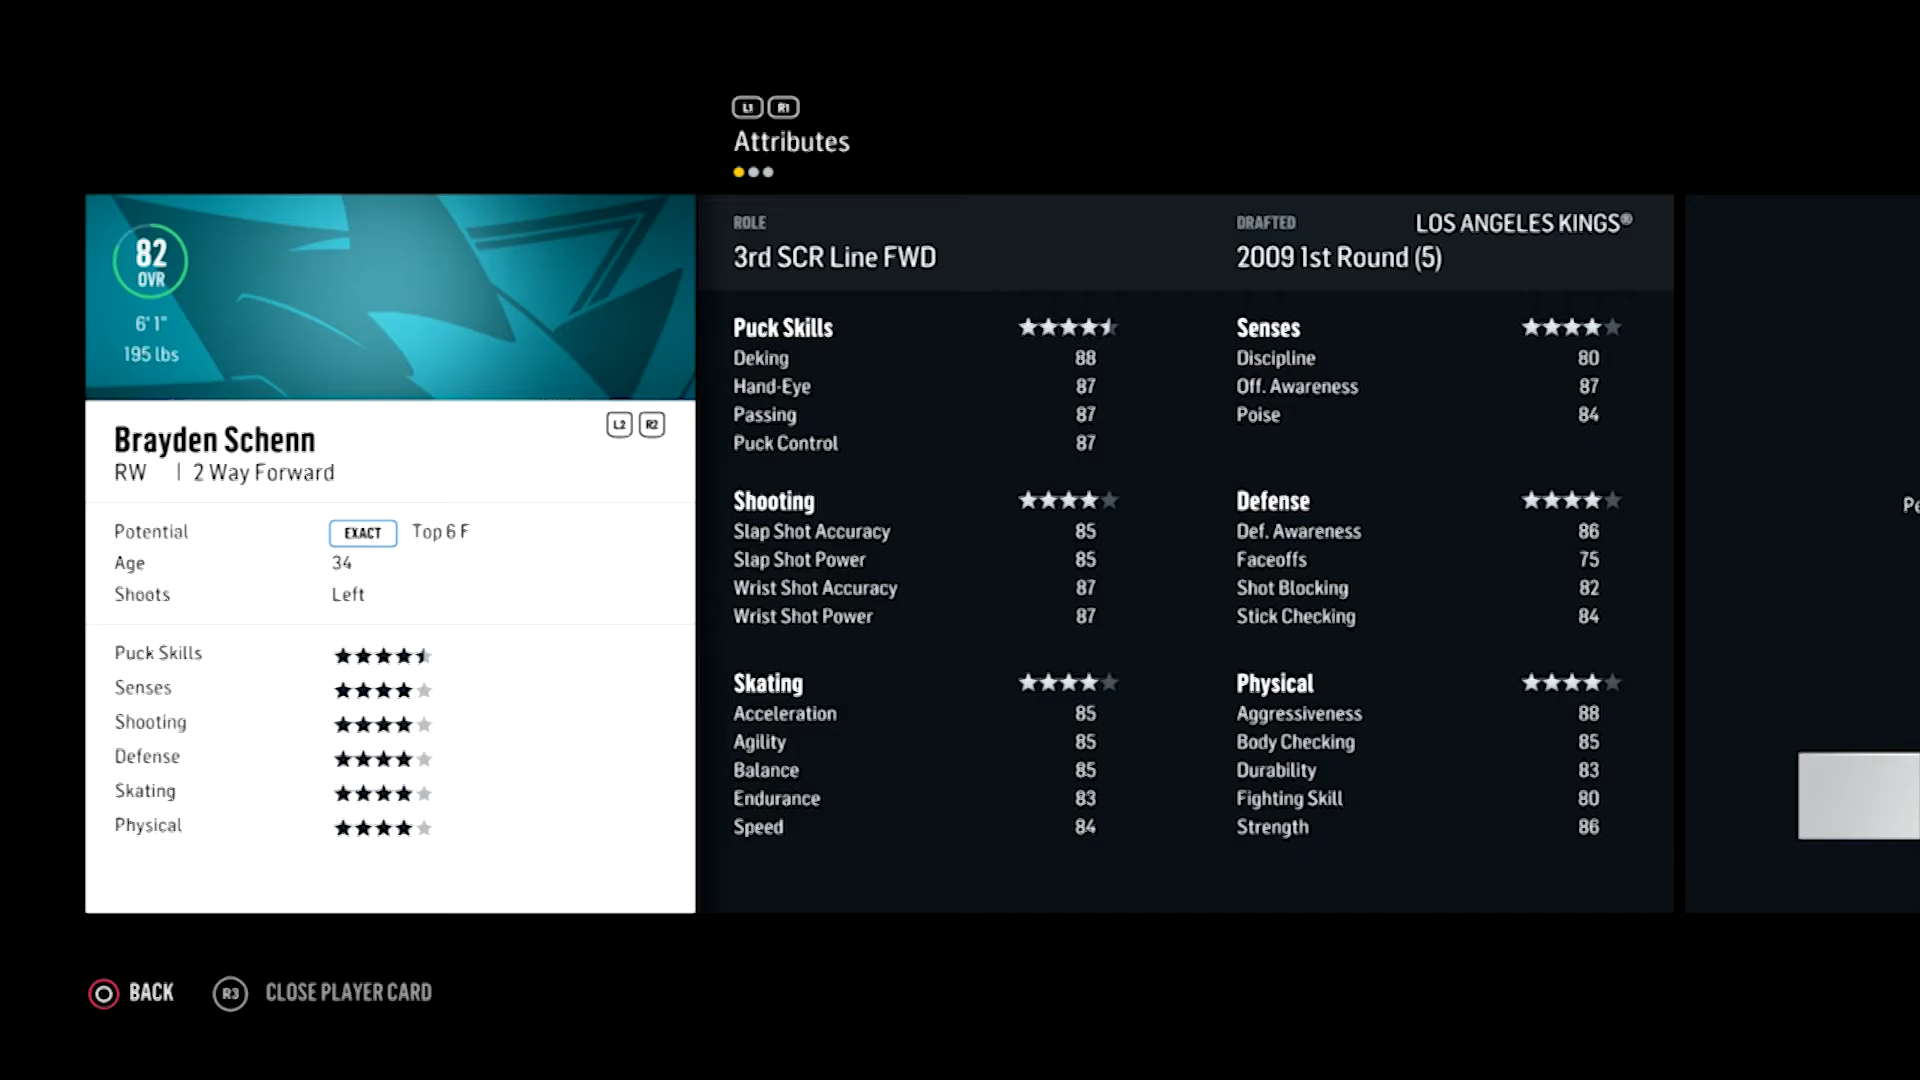 L1 R1
Attributes
82
OVR
6' 1"
195 lbs
Brayden Schenn
L2 R2
RW | 2 Way Forward
Potential EXACT Top 6 F
Age 34
Shoots Left
Puck Skills
Senses
Shooting
Defense
Skating
Physical
ROLE
3rd SCR Line FWD
DRAFTED LOS ANGELES KINGS®
2009 1st Round (5)
Puck Skills
Deking 88
Hand-Eye 87
Passing 87
Puck Control 87
Senses
Discipline 80
Off. Awareness 87
Poise 84
Shooting
Slap Shot Accuracy 85
Slap Shot Power 85
Wrist Shot Accuracy 87
Wrist Shot Power 87
Defense
Def. Awareness 86
Faceoffs 75
Shot Blocking 82
Stick Checking 84
Skating
Acceleration 85
Agility 85
Balance 85
Endurance 83
Speed 84
Physical
Aggressiveness 88
Body Checking 85
Durability 83
Fighting Skill 80
Strength 86
BACK R3 CLOSE PLAYER CARD